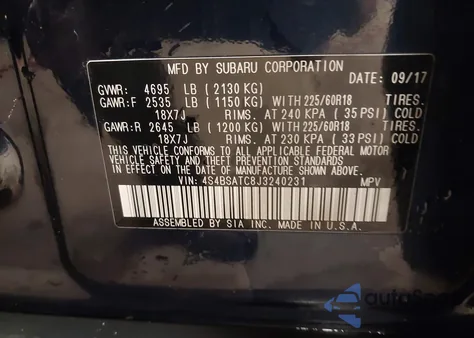 MFD BY SUBARU CORPORATION
DATE: 09/17
GVWR: 4695 LB (2130 KG)
GAWR:F 2535 LB (1150 KG) WITH 225/60R18 TIRES.
18X7J RIMS. AT 240 KPA (35 PSI) COLD
GAWR:R 2645 LB (1200 KG) WITH 225/60R18 TIRES.
18X7J RIMS. AT 230 KPA (33 PSI) COLD
THIS VEHICLE CONFORMS TO ALL APPLICABLE FEDERAL MOTOR
VEHICLE SAFETY AND THEFT PREVENTION STANDARDS IN
EFFECT ON THE DATE OF MANUFACTURE SHOWN ABOVE.
VIN: 4S4BSATC8J3240231 MPV
ASSEMBLED BY SIA INC. MADE IN U.S.A.